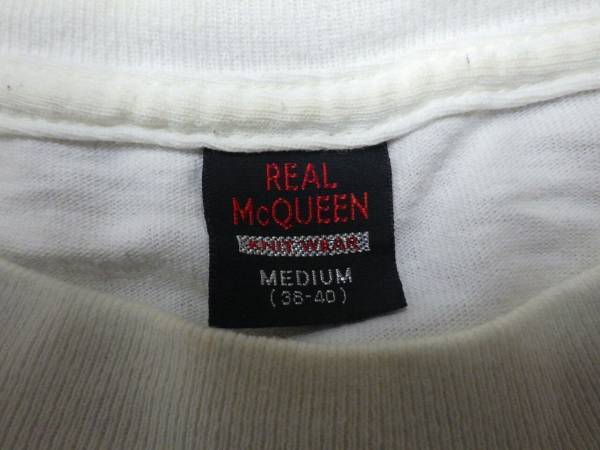 REAL
McQUEEN
KNIT WEAR
MEDIUM
(38-40)